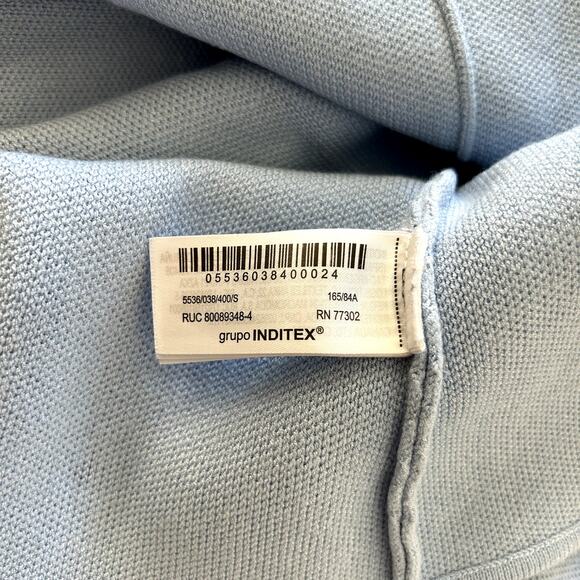 05536038400024
5536/038/400/S 165/84A
RUC 80089348-4 RN 77302
grupo INDITEX®